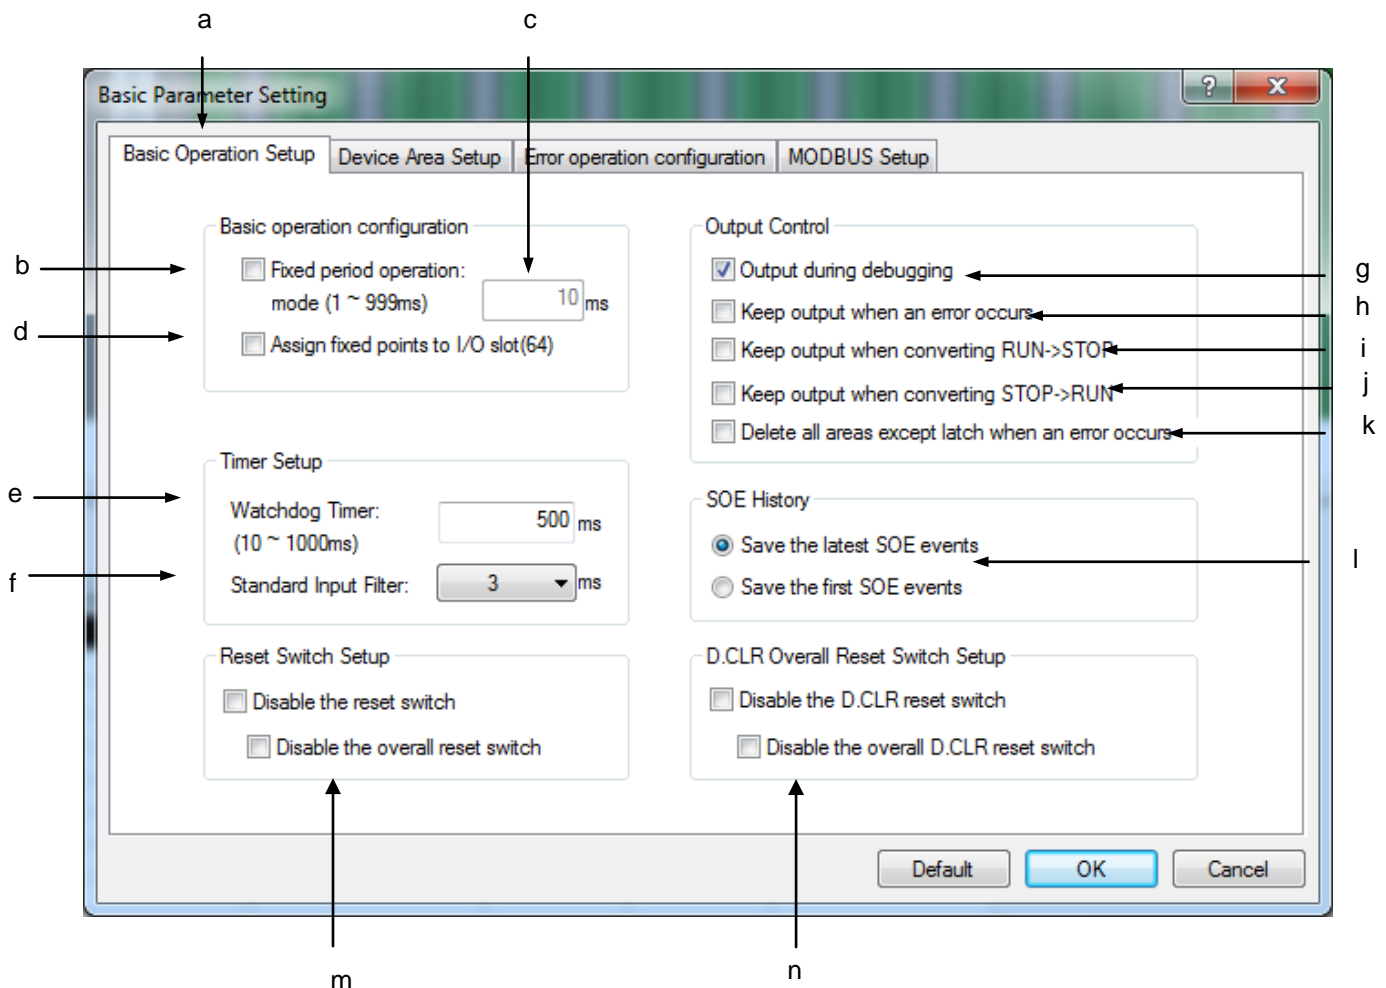 a
c
Basic Parameter Setting
?
X
Basic Operation Setup
Device Area Setup
Error operation configuration
MODBUS Setup
Basic operation configuration
b
Fixed period operation:
mode (1 ~ 999ms)
10 ms
d
Assign fixed points to I/O slot(64)
Timer Setup
e
Watchdog Timer:
(10 ~ 1000ms)
500 ms
f
Standard Input Filter:
3
ms
Reset Switch Setup
Disable the reset switch
Disable the overall reset switch
m
Output Control
Output during debugging
g
Keep output when an error occurs
h
Keep output when converting RUN->STOP
i
Keep output when converting STOP->RUN
j
Delete all areas except latch when an error occurs
k
SOE History
Save the latest SOE events
l
Save the first SOE events
D.CLR Overall Reset Switch Setup
Disable the D.CLR reset switch
Disable the overall D.CLR reset switch
n
Default
OK
Cancel